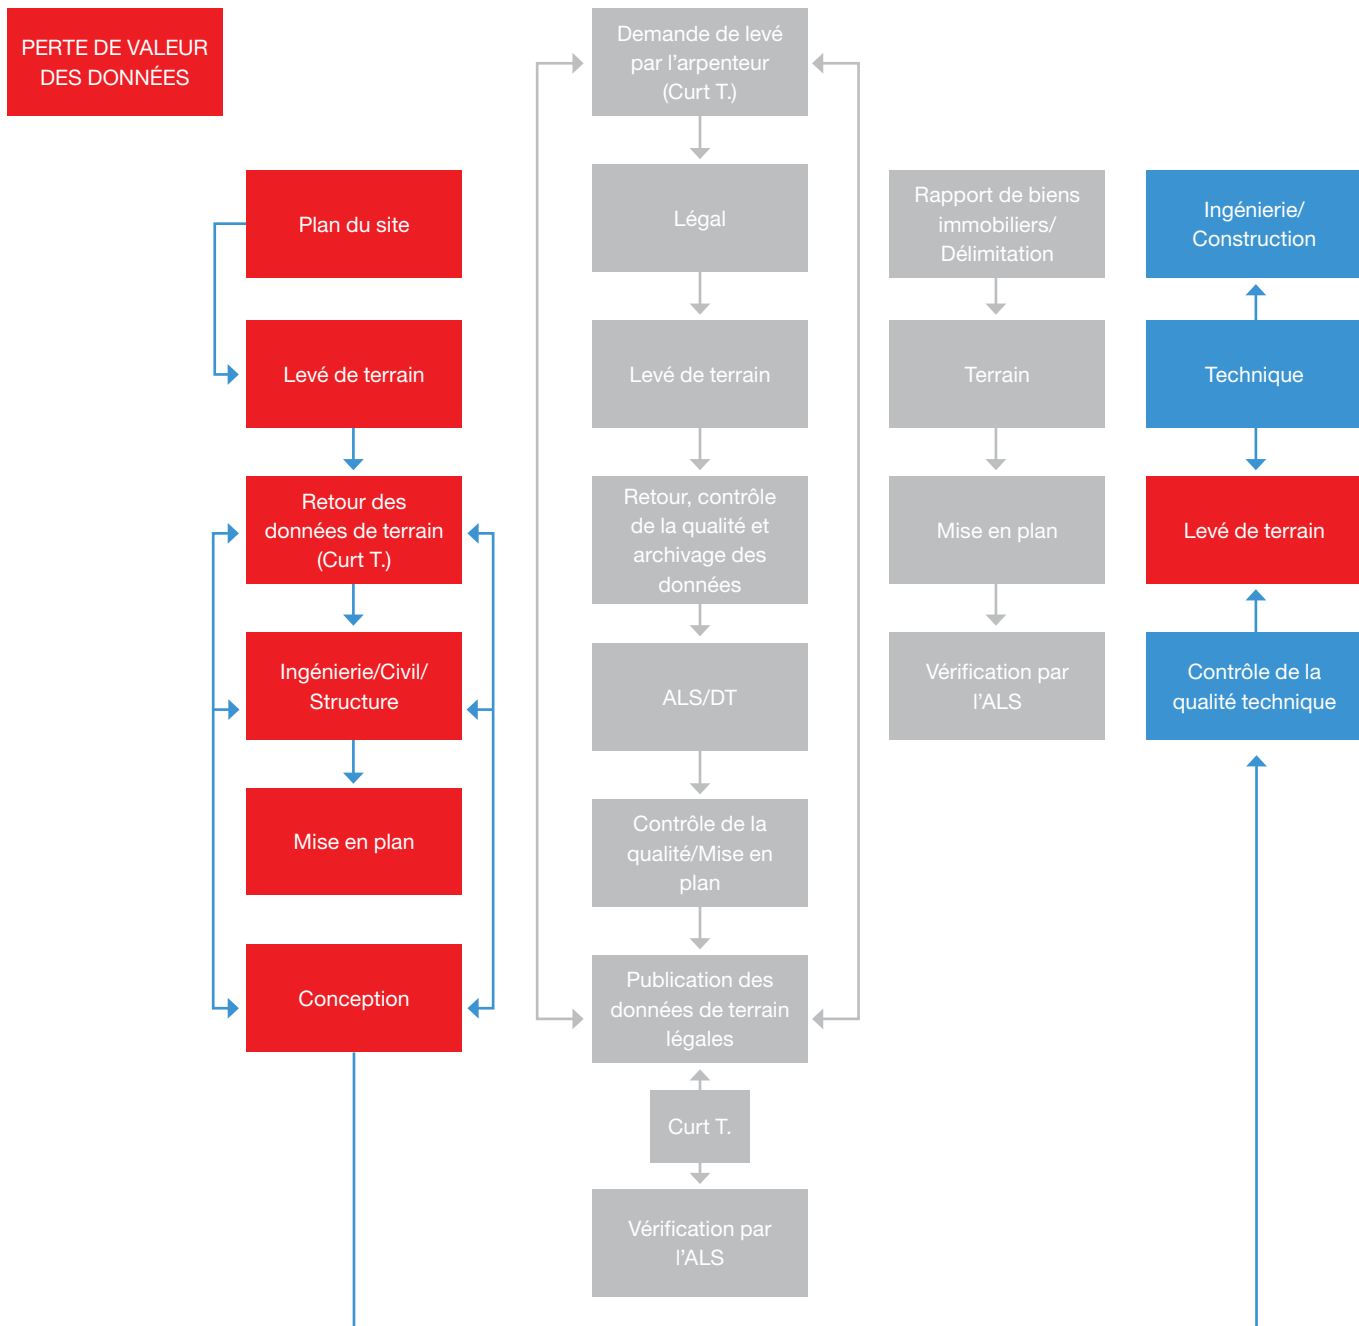 PERTE DE VALEUR
DES DONNÉES
Plan du site
Levé de terrain
Retour des
données de terrain
(Curt T.)
Ingénierie/Civil/
Structure
Mise en plan
Conception
Demande de levé
par l’arpenteur
(Curt T.)
Légal
Levé de terrain
Retour, contrôle
de la qualité et
archivage des
données
ALS/DT
Contrôle de la
qualité/Mise en
plan
Publication des
données de terrain
légales
Curt T.
Vérification par
l’ALS
Rapport de biens
immobiliers/
Délimitation
Terrain
Mise en plan
Vérification par
l’ALS
Ingénierie/
Construction
Technique
Levé de terrain
Contrôle de la
qualité technique